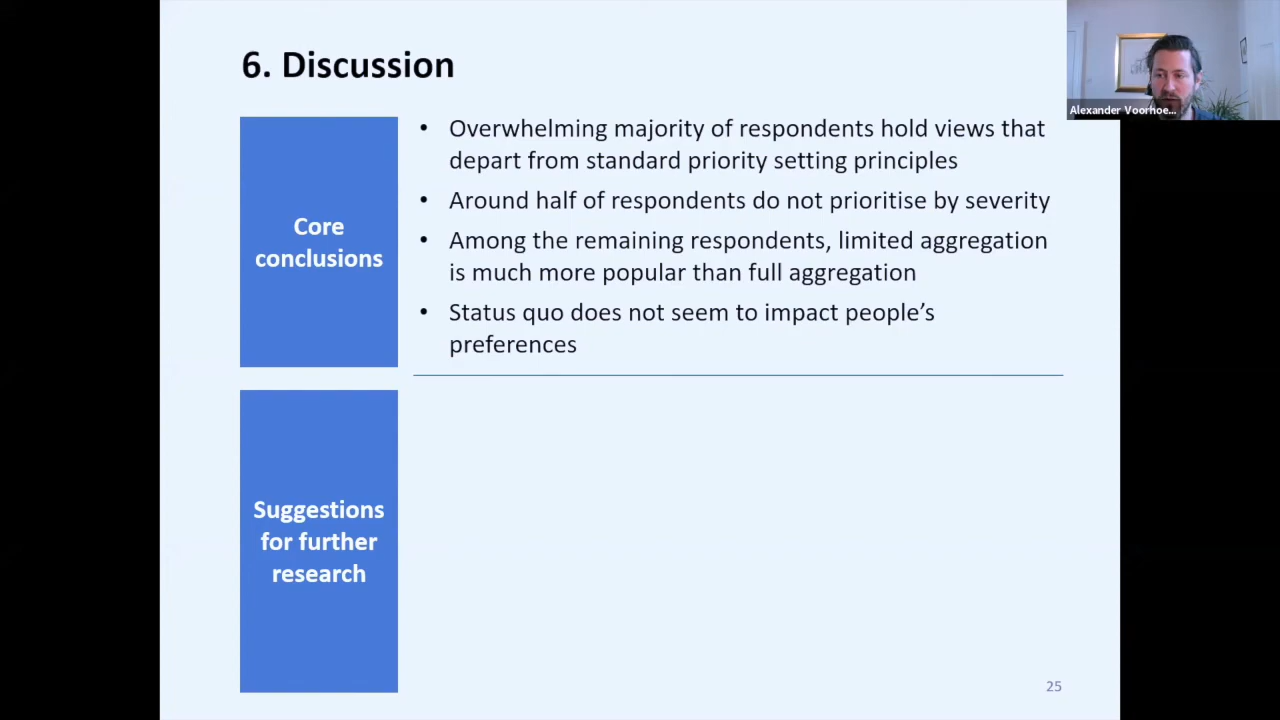 6. Discussion
Alexander Voorhoe...
Core
conclusions
• Overwhelming majority of respondents hold views that
depart from standard priority setting principles
• Around half of respondents do not prioritise by severity
• Among the remaining respondents, limited aggregation
is much more popular than full aggregation
• Status quo does not seem to impact people’s
preferences
Suggestions
for further
research
25